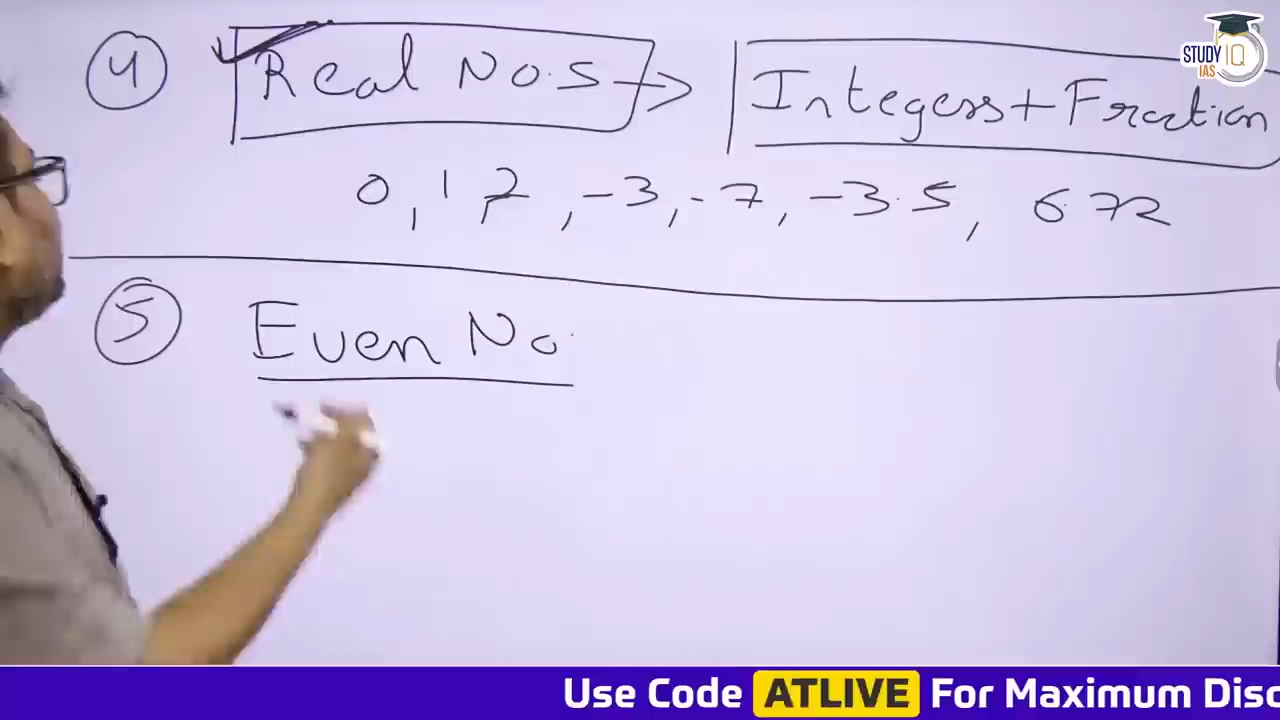 STUDY IQ
IAS
4 Real No.s → Integers + Fraction
0, 1, 2, -3, -7, -3.5, 6.72
5 Even No.
Use Code ATLIVE For Maximum Disc